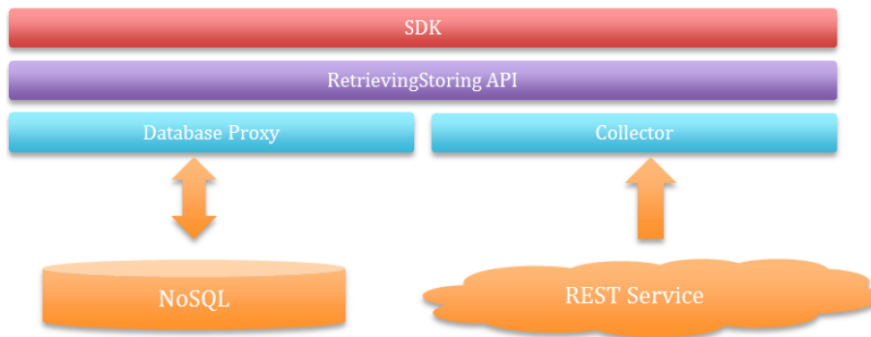 SDK
RetrievingStoring API
Database Proxy
Collector
NoSQL
REST Service